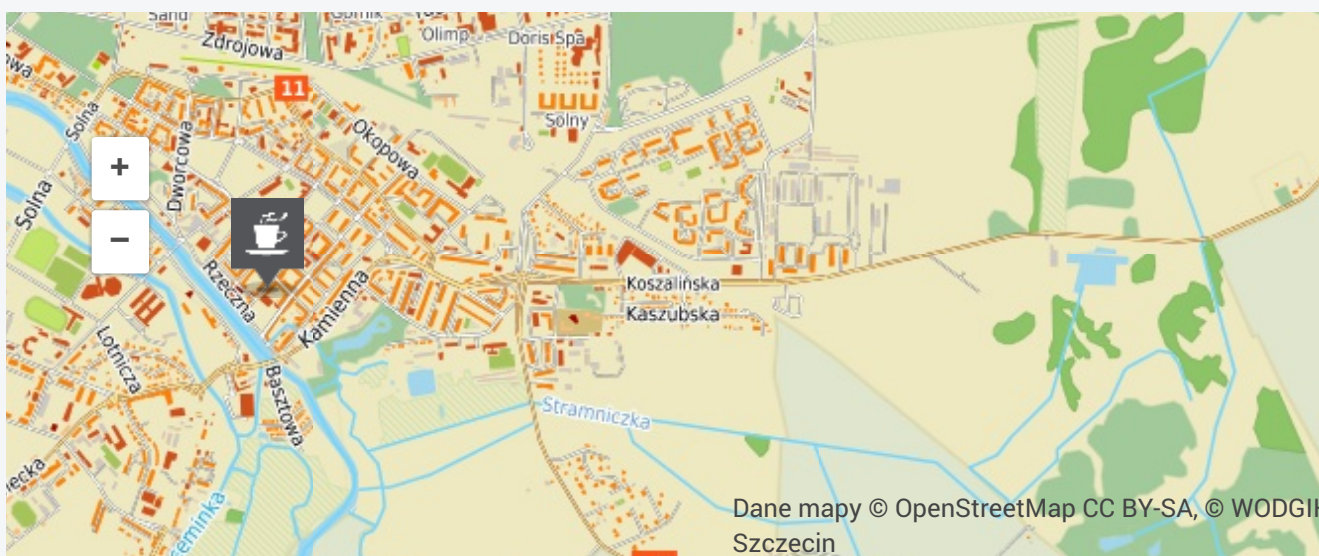 Sand
Górnik
Olimp
Doris Spa
Zdrojowa
11
Solny
Okopowa
Solna
Dworcowa
+
Solna
−
Rzeczna
Kamienna
Koszalińska
Kaszubska
Lotnicza
Basztowa
Stramniczka
Dane mapy © OpenStreetMap CC BY-SA, © WODGIK
Szczecin